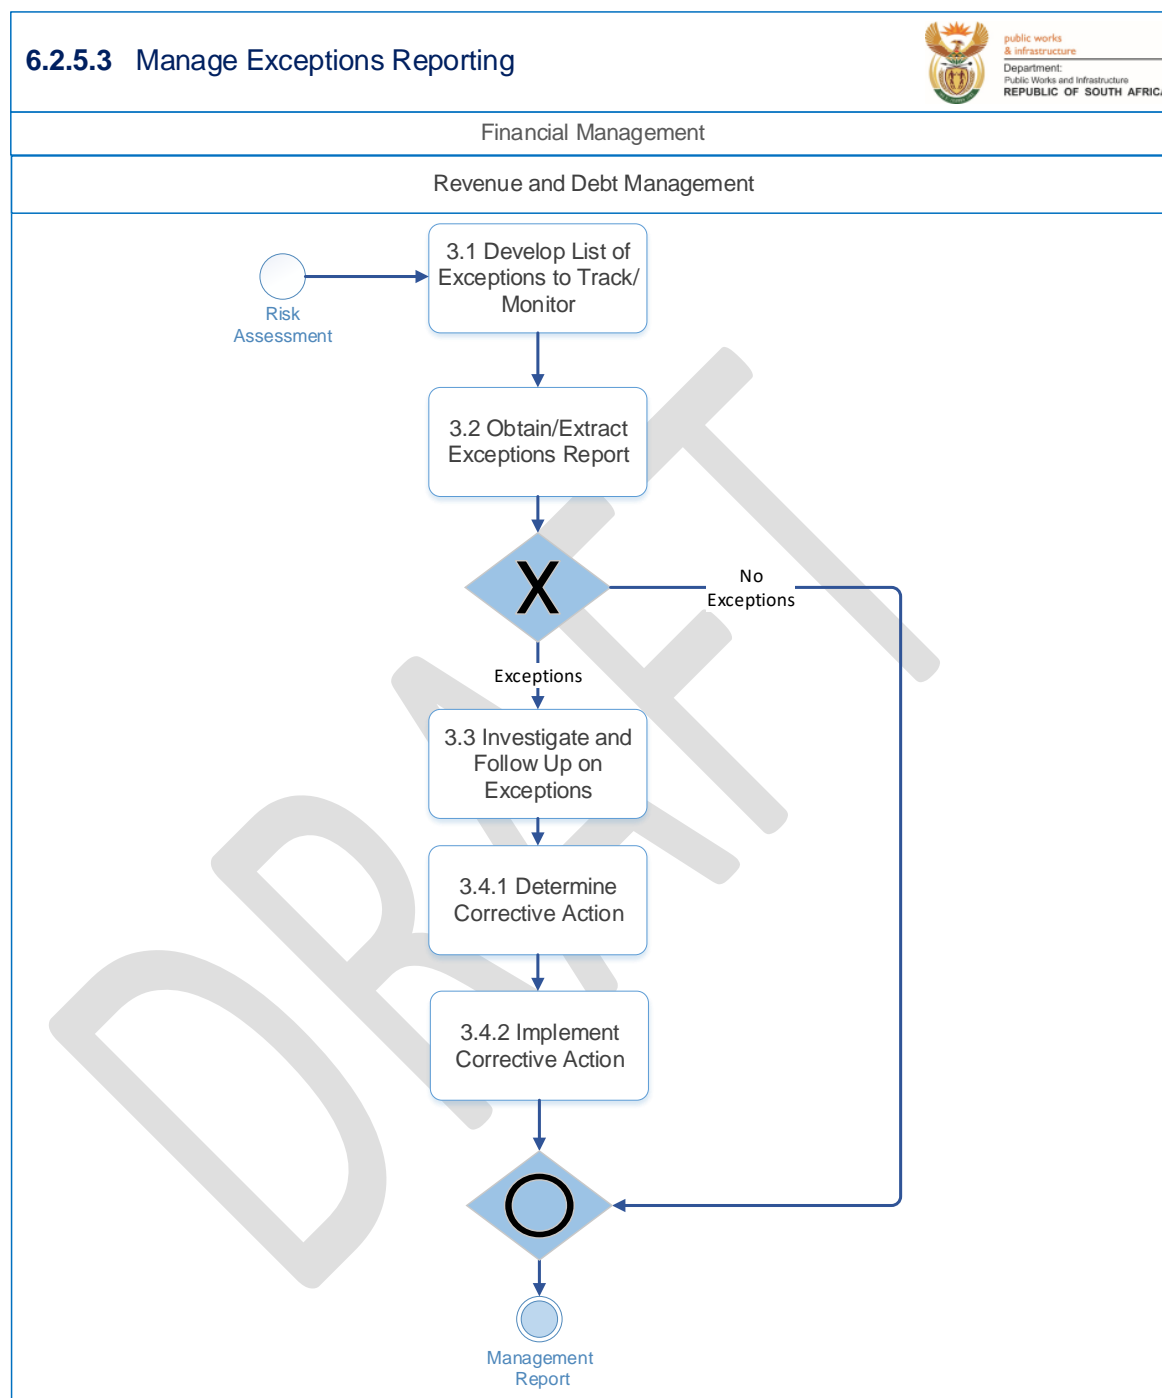 6.2.5.3 Manage Exceptions Reporting
public works
& infrastructure
Department:
Public Works and Infrastructure
REPUBLIC OF SOUTH AFRICA
Financial Management
Revenue and Debt Management
Risk
Assessment
3.1 Develop List of
Exceptions to Track/
Monitor
3.2 Obtain/Extract
Exceptions Report
X
No
Exceptions
Exceptions
3.3 Investigate and
Follow Up on
Exceptions
3.4.1 Determine
Corrective Action
3.4.2 Implement
Corrective Action
Management
Report
DRAFT